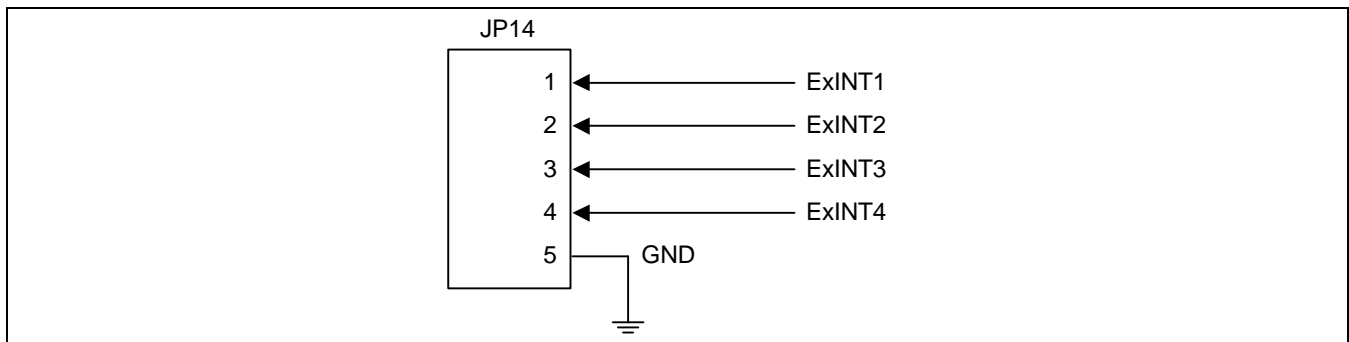 JP14
1 ExINT1
2 ExINT2
3 ExINT3
4 ExINT4
5 GND